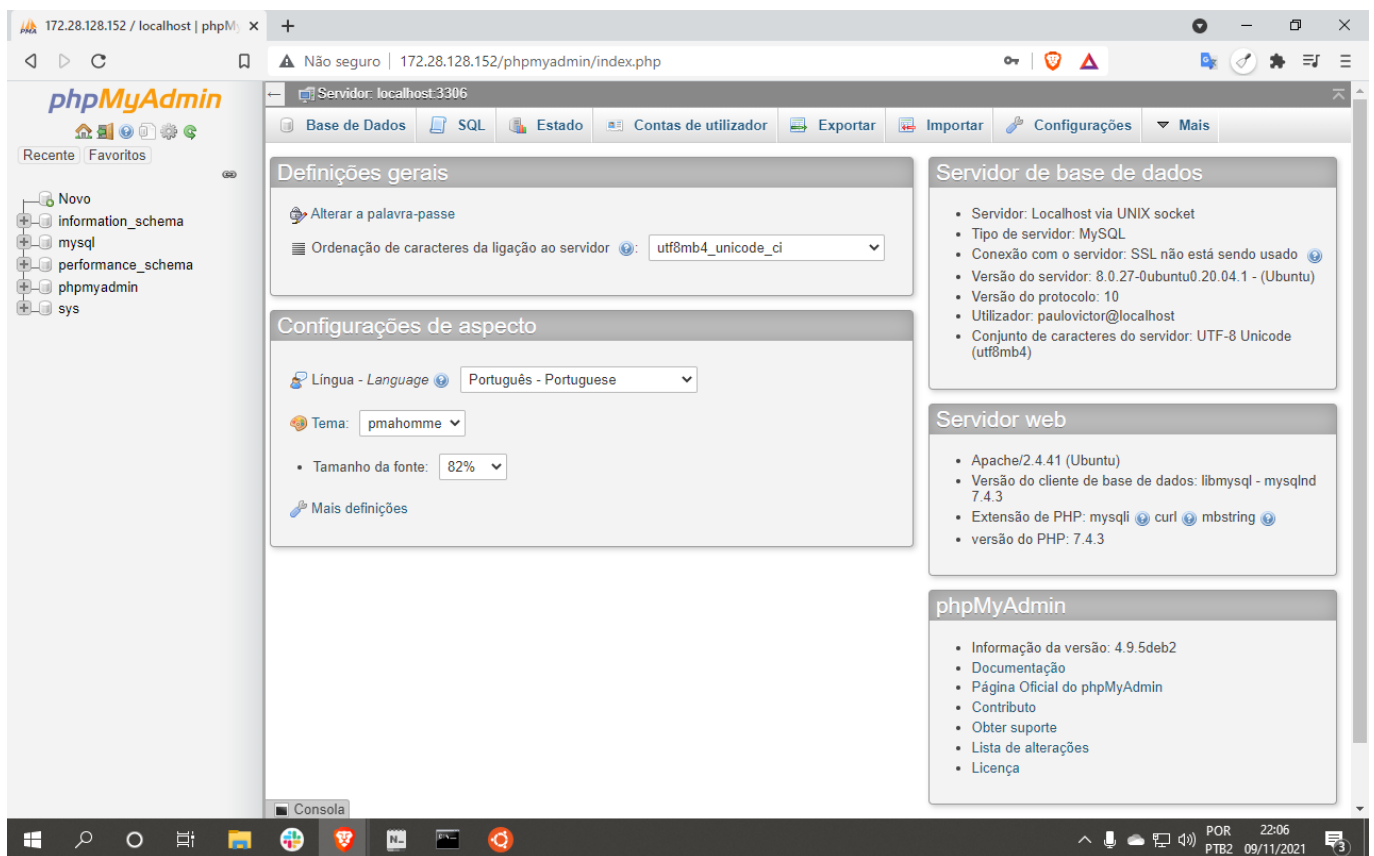 172.28.128.152 / localhost | phpM
Não seguro | 172.28.128.152/phpmyadmin/index.php
phpMyAdmin
Recente Favoritos
Novo
information_schema
mysql
performance_schema
phpmyadmin
sys
Servidor: localhost:3306
Base de Dados SQL Estado Contas de utilizador Exportar Importar Configurações Mais
Definições gerais
Alterar a palavra-passe
Ordenação de caracteres da ligação ao servidor : utf8mb4_unicode_ci
Configurações de aspecto
Língua - Language Português - Portuguese
Tema: pmahomme
Tamanho da fonte: 82%
Mais definições
Servidor de base de dados
Servidor: Localhost via UNIX socket
Tipo de servidor: MySQL
Conexão com o servidor: SSL não está sendo usado
Versão do servidor: 8.0.27-0ubuntu0.20.04.1 - (Ubuntu)
Versão do protocolo: 10
Utilizador: paulovictor@localhost
Conjunto de caracteres do servidor: UTF-8 Unicode
(utf8mb4)
Servidor web
Apache/2.4.41 (Ubuntu)
Versão do cliente de base de dados: libmysql - mysqlnd
7.4.3
Extensão de PHP: mysqli curl mbstring
versão do PHP: 7.4.3
phpMyAdmin
Informação da versão: 4.9.5deb2
Documentação
Página Oficial do phpMyAdmin
Contributo
Obter suporte
Lista de alterações
Licença
Consola
POR 22:06
PTB2 09/11/2021
3